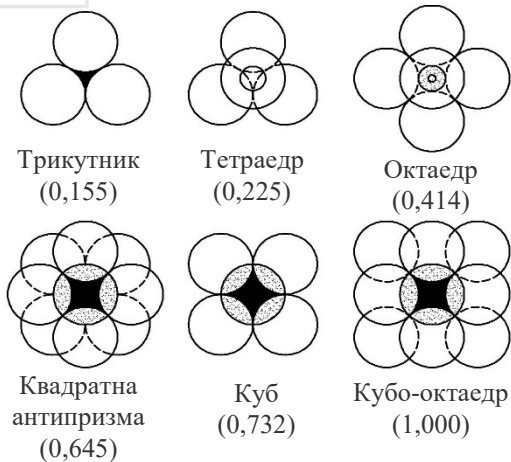 Трикутник
(0,155)
Тетраедр
(0,225)
Октаедр
(0,414)
Квадратна
антипризма
(0,645)
Куб
(0,732)
Кубо-октаедр
(1,000)